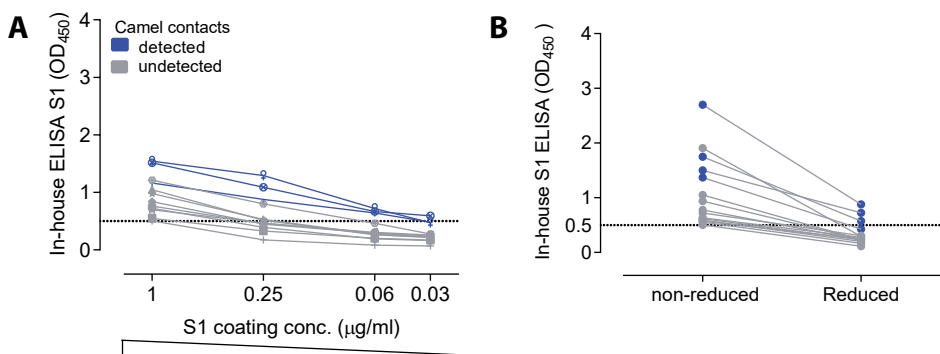 A
Camel contacts
detected
undetected
In-house ELISA S1 (OD450)
4
3
2
1
0
1
0.25
0.06
0.03
S1 coating conc. (μg/ml)
B
In-house S1 ELISA (OD450)
4
3
2
1
0.5
0
non-reduced
Reduced